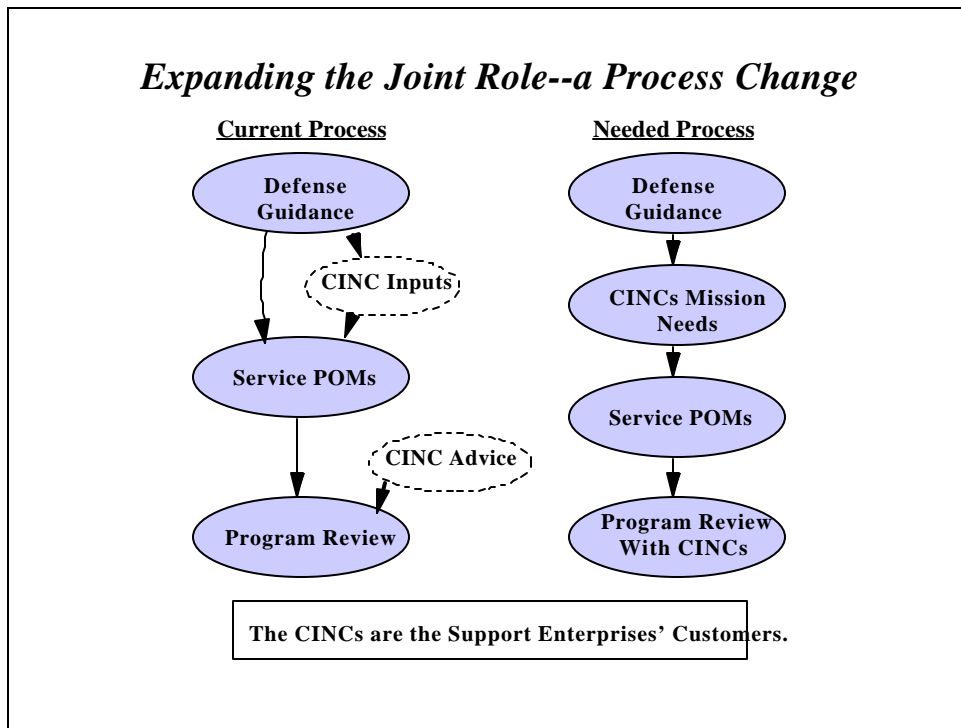 Expanding the Joint Role--a Process Change
Current Process
Defense
Guidance
CINC Inputs
Service POMs
CINC Advice
Program Review
Needed Process
Defense
Guidance
CINCs Mission
Needs
Service POMs
Program Review
With CINCs
The CINCs are the Support Enterprises’ Customers.